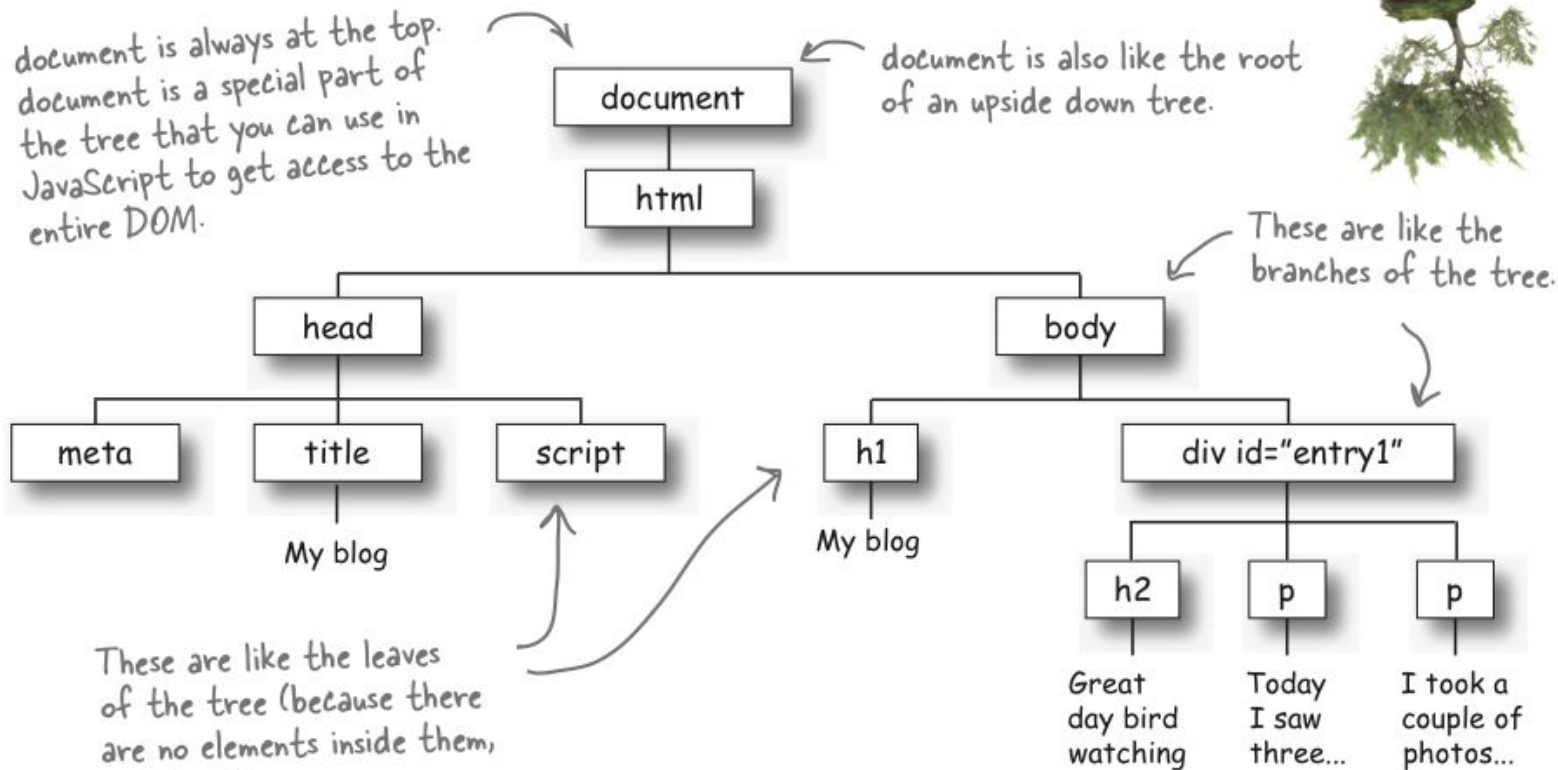 document is always at the top.
document is a special part of
the tree that you can use in
JavaScript to get access to the
entire DOM.
document
document is also like the root
of an upside down tree.
html
These are like the
branches of the tree.
head
body
meta
title
script
h1
div id="entry1"
My blog
My blog
h2
p
p
These are like the leaves
of the tree (because there
are no elements inside them,
Great
day bird
watching
Today
I saw
three...
I took a
couple of
photos...